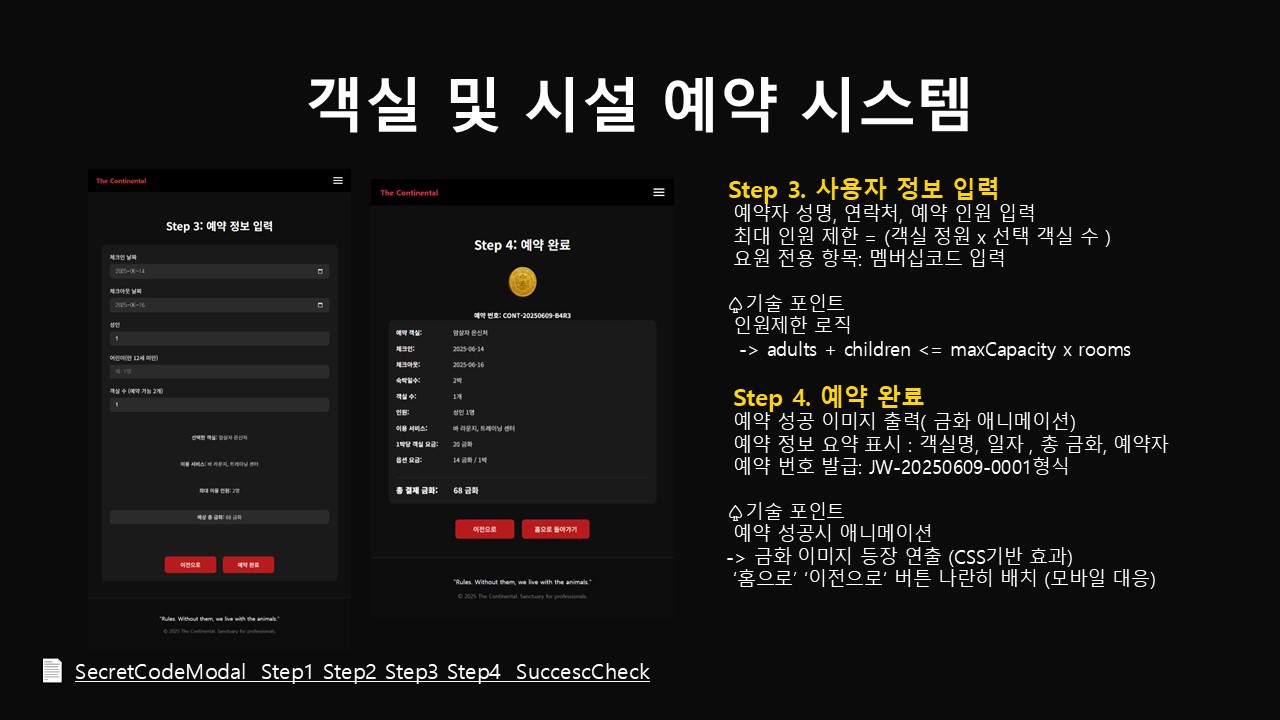 객실 및 시설 예약 시스템
The Continental
Step 3: 예약 정보 입력
체크인 날짜
2025-06-14
체크아웃 날짜
2025-06-16
성인
1
어린이(만 12세 미만)
예: 1명
객실 수 (예약 가능 2개)
1
선택한 객실: 암살자 은신처
이용 서비스: 바 라운지, 트레이닝 센터
최대 이용 인원: 2명
예상 총 금화: 68 금화
이전으로
예약 완료
"Rules. Without them, we live with the animals."
© 2025 The Continental. Sanctuary for professionals.
The Continental
Step 4: 예약 완료
예약 번호: CONT-20250609-B4R3
예약 객실: 암살자 은신처
체크인: 2025-06-14
체크아웃: 2025-06-16
숙박일수: 2박
객실 수: 1개
인원: 성인 1명
이용 서비스: 바 라운지, 트레이닝 센터
1박당 객실 요금: 20 금화
옵션 요금: 14 금화 / 1박
총 결제 금화: 68 금화
이전으로
홈으로 돌아가기
"Rules. Without them, we live with the animals."
© 2025 The Continental. Sanctuary for professionals.
Step 3. 사용자 정보 입력
예약자 성명, 연락처, 예약 인원 입력
최대 인원 제한 = (객실 정원 x 선택 객실 수 )
요원 전용 항목: 멤버십코드 입력
♤기술 포인트
인원제한 로직
-> adults + children <= maxCapacity x rooms
Step 4. 예약 완료
예약 성공 이미지 출력( 금화 애니메이션)
예약 정보 요약 표시 : 객실명, 일자 , 총 금화, 예약자
예약 번호 발급: JW-20250609-0001형식
♤기술 포인트
예약 성공시 애니메이션
-> 금화 이미지 등장 연출 (CSS기반 효과)
‘홈으로’ ‘이전으로’ 버튼 나란히 배치 (모바일 대응)
SecretCodeModal Step1 Step2 Step3 Step4 SuccescCheck